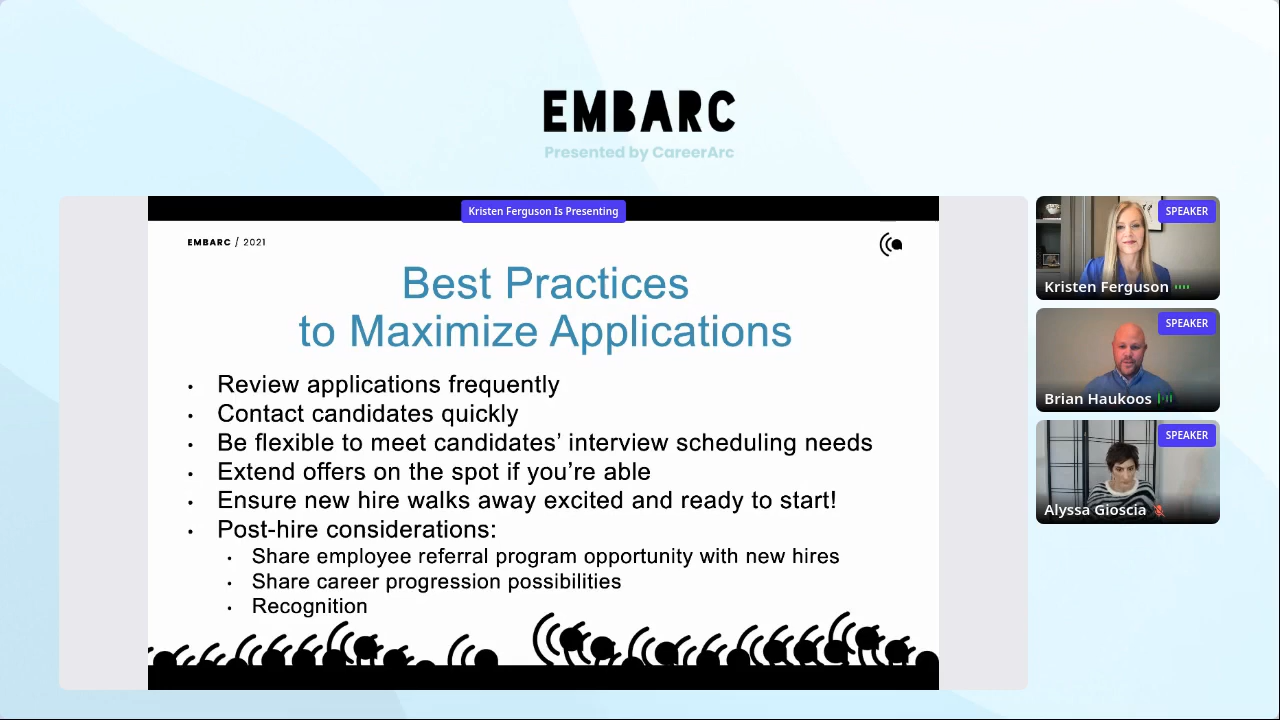 EMBARC
Presented by CareerArc
Kristen Ferguson Is Presenting
EMBARC / 2021
Best Practices
to Maximize Applications
• Review applications frequently
• Contact candidates quickly
• Be flexible to meet candidates’ interview scheduling needs
• Extend offers on the spot if you’re able
• Ensure new hire walks away excited and ready to start!
• Post-hire considerations:
• Share employee referral program opportunity with new hires
• Share career progression possibilities
• Recognition
SPEAKER
Kristen Ferguson
SPEAKER
Brian Haukoos
SPEAKER
Alyssa Gioscia